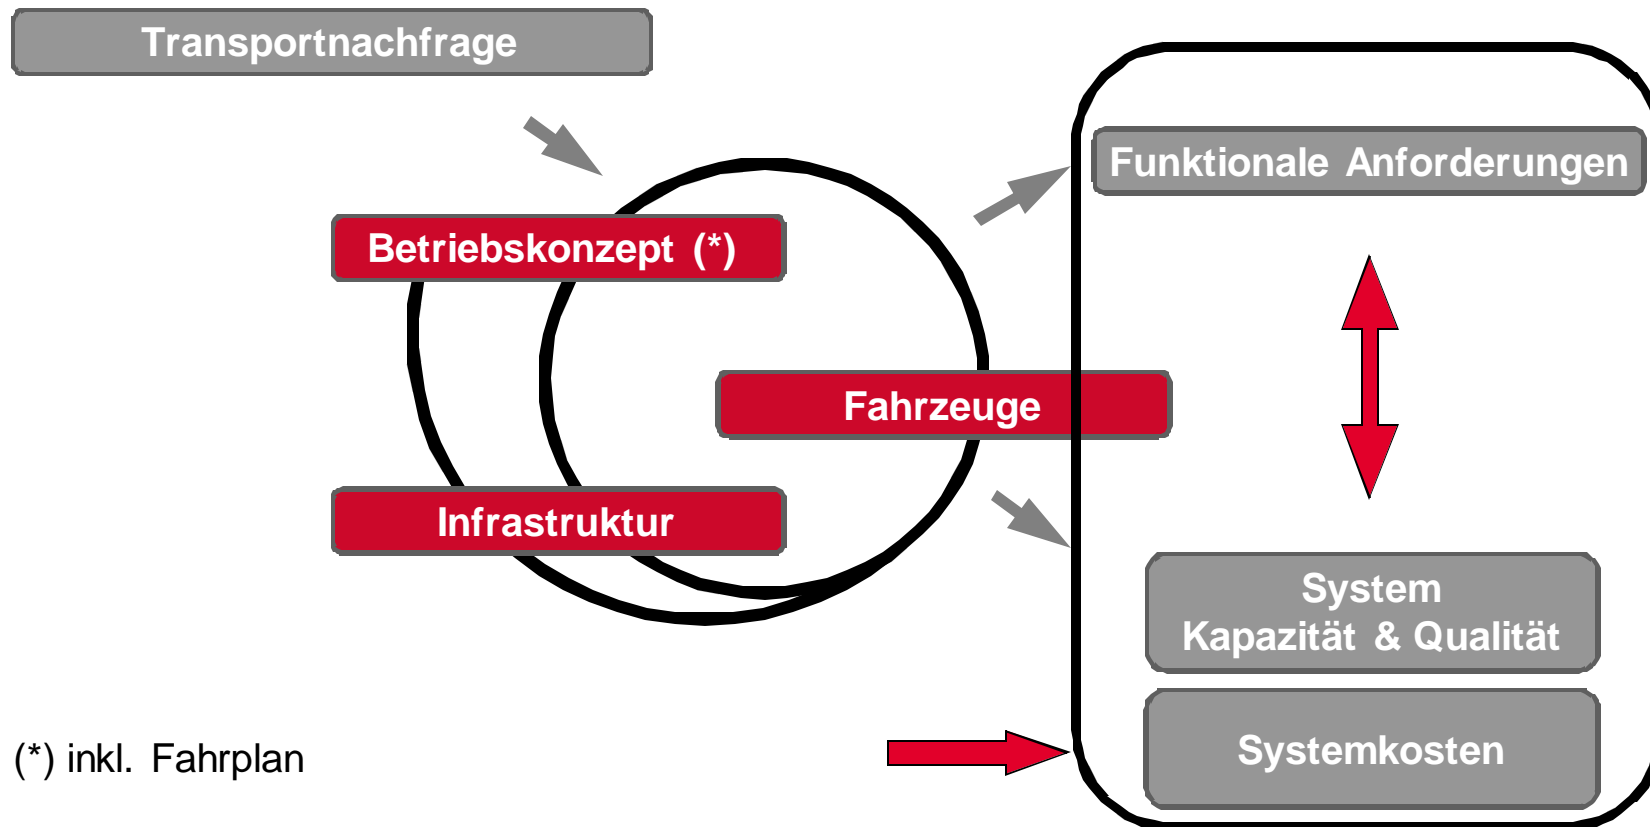 Transportnachfrage
Funktionale Anforderungen
Betriebskonzept (*)
Fahrzeuge
Infrastruktur
System
Kapazität & Qualität
Systemkosten
(*) inkl. Fahrplan